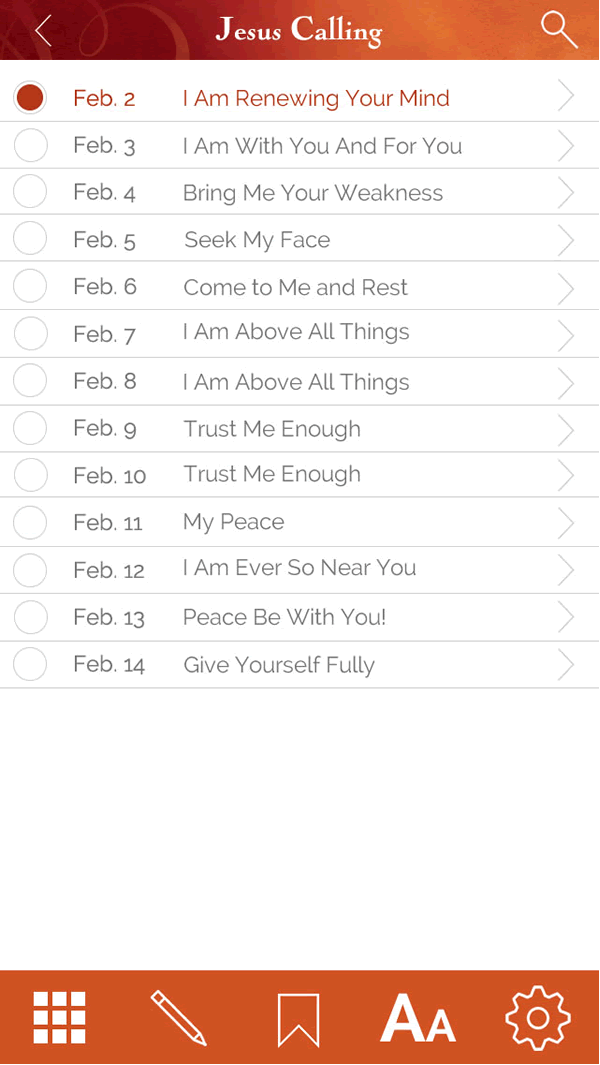 Jesus Calling
Feb. 2 I Am Renewing Your Mind
Feb. 3 I Am With You And For You
Feb. 4 Bring Me Your Weakness
Feb. 5 Seek My Face
Feb. 6 Come to Me and Rest
Feb. 7 I Am Above All Things
Feb. 8 I Am Above All Things
Feb. 9 Trust Me Enough
Feb. 10 Trust Me Enough
Feb. 11 My Peace
Feb. 12 I Am Ever So Near You
Feb. 13 Peace Be With You!
Feb. 14 Give Yourself Fully
AA